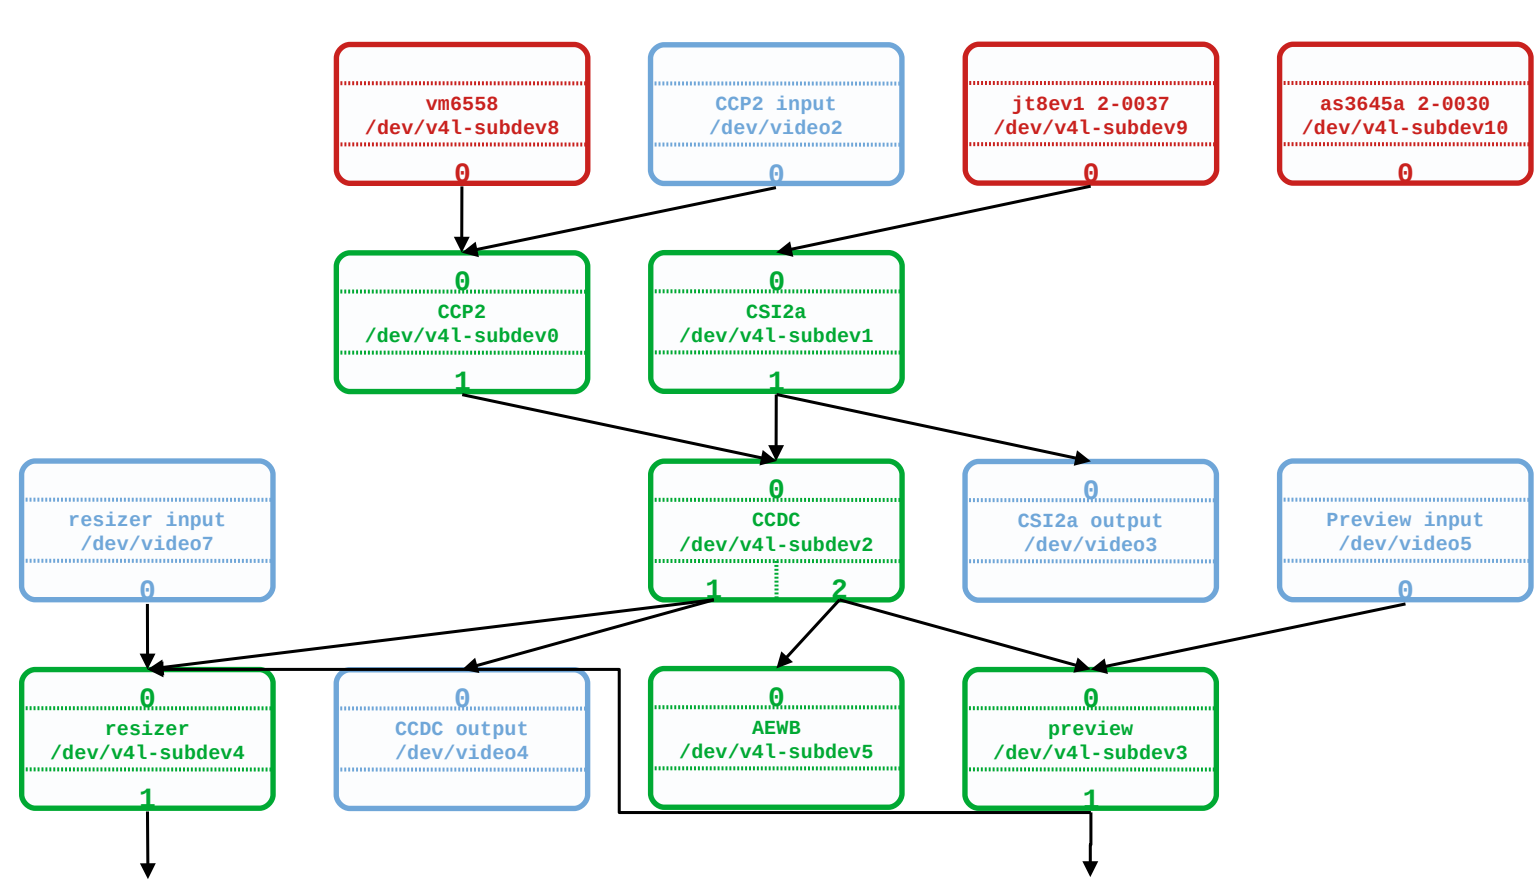 vm6558
/dev/v4l-subdev8
0
CCP2 input
/dev/video2
0
jt8ev1 2-0037
/dev/v4l-subdev9
0
as3645a 2-0030
/dev/v4l-subdev10
0
0
CCP2
/dev/v4l-subdev0
1
0
CSI2a
/dev/v4l-subdev1
1
resizer input
/dev/video7
0
0
CCDC
/dev/v4l-subdev2
1 2
0
CSI2a output
/dev/video3
Preview input
/dev/video5
0
0
resizer
/dev/v4l-subdev4
1
0
CCDC output
/dev/video4
0
AEWB
/dev/v4l-subdev5
0
preview
/dev/v4l-subdev3
1